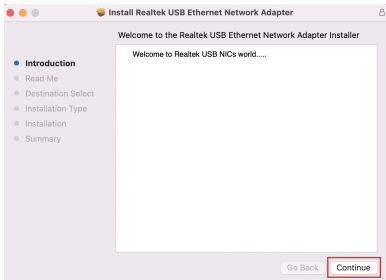 Install Realtek USB Ethernet Network Adapter
Welcome to the Realtek USB Ethernet Network Adapter Installer
Introduction
Read Me
Destination Select
Installation Type
Installation
Summary
Welcome to Realtek USB NICs world.....
Go Back
Continue